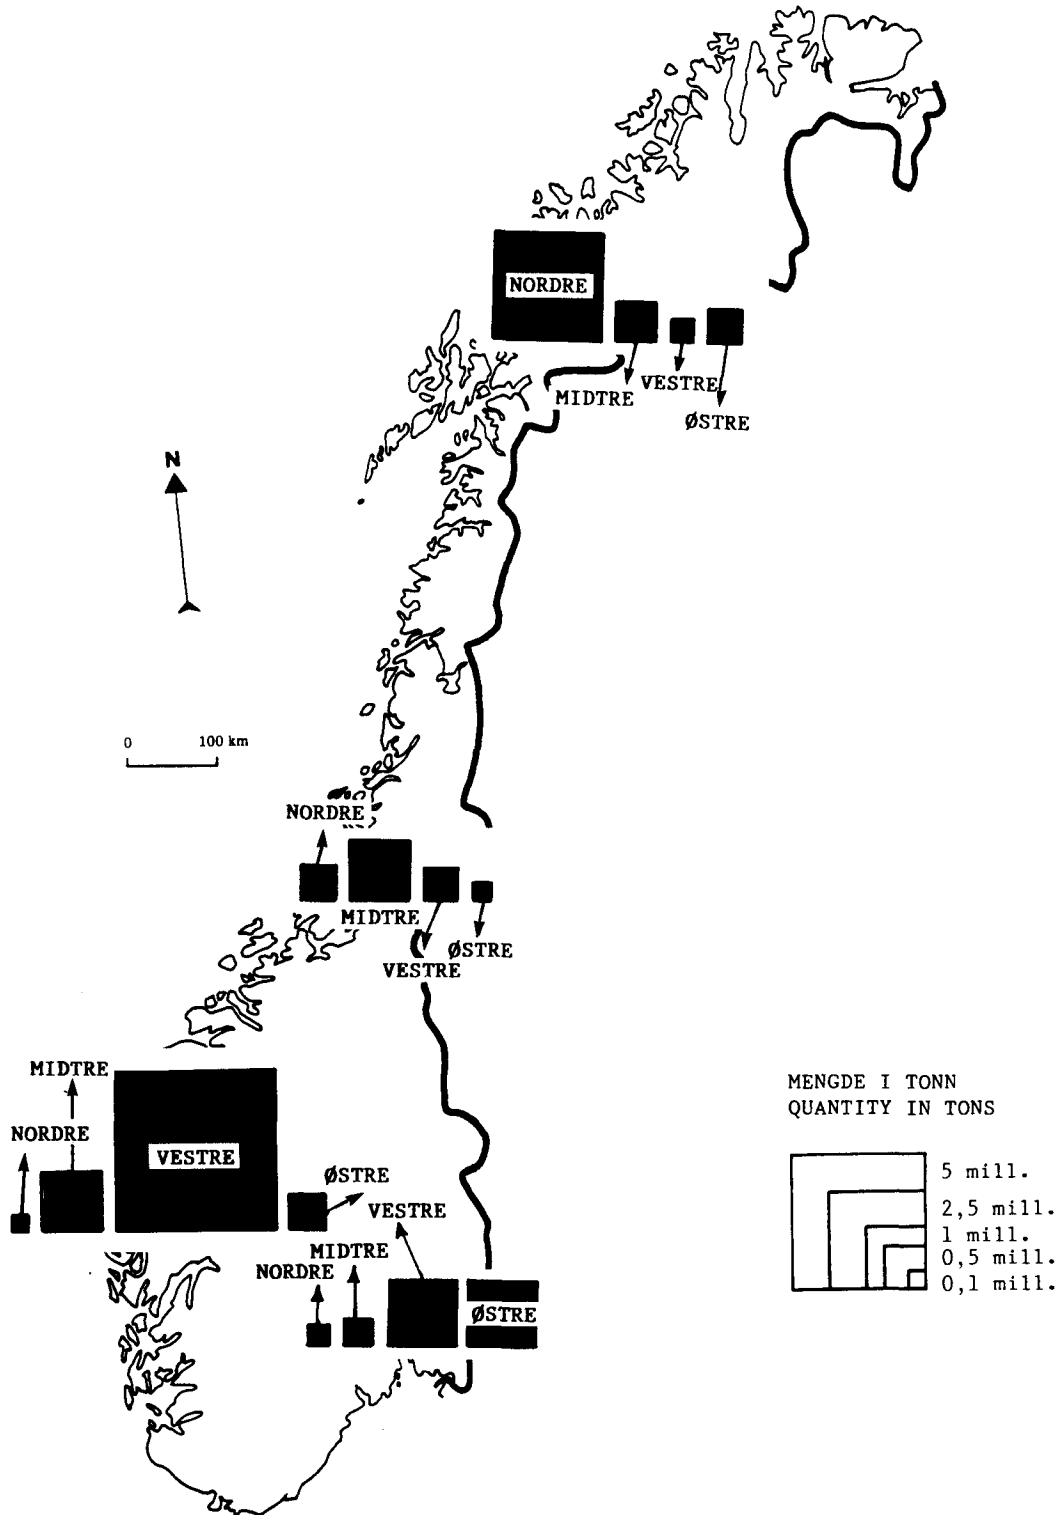 NORDRE
MIDTRE
VESTRE
ØSTRE
N
0 100 km
NORDRE
MIDTRE
VESTRE
ØSTRE
MIDTRE
NORDRE
VESTRE
ØSTRE
VESTRE
MIDTRE
NORDRE
ØSTRE
MENGDE I TONN
QUANTITY IN TONS
5 mill.
2,5 mill.
1 mill.
0,5 mill.
0,1 mill.